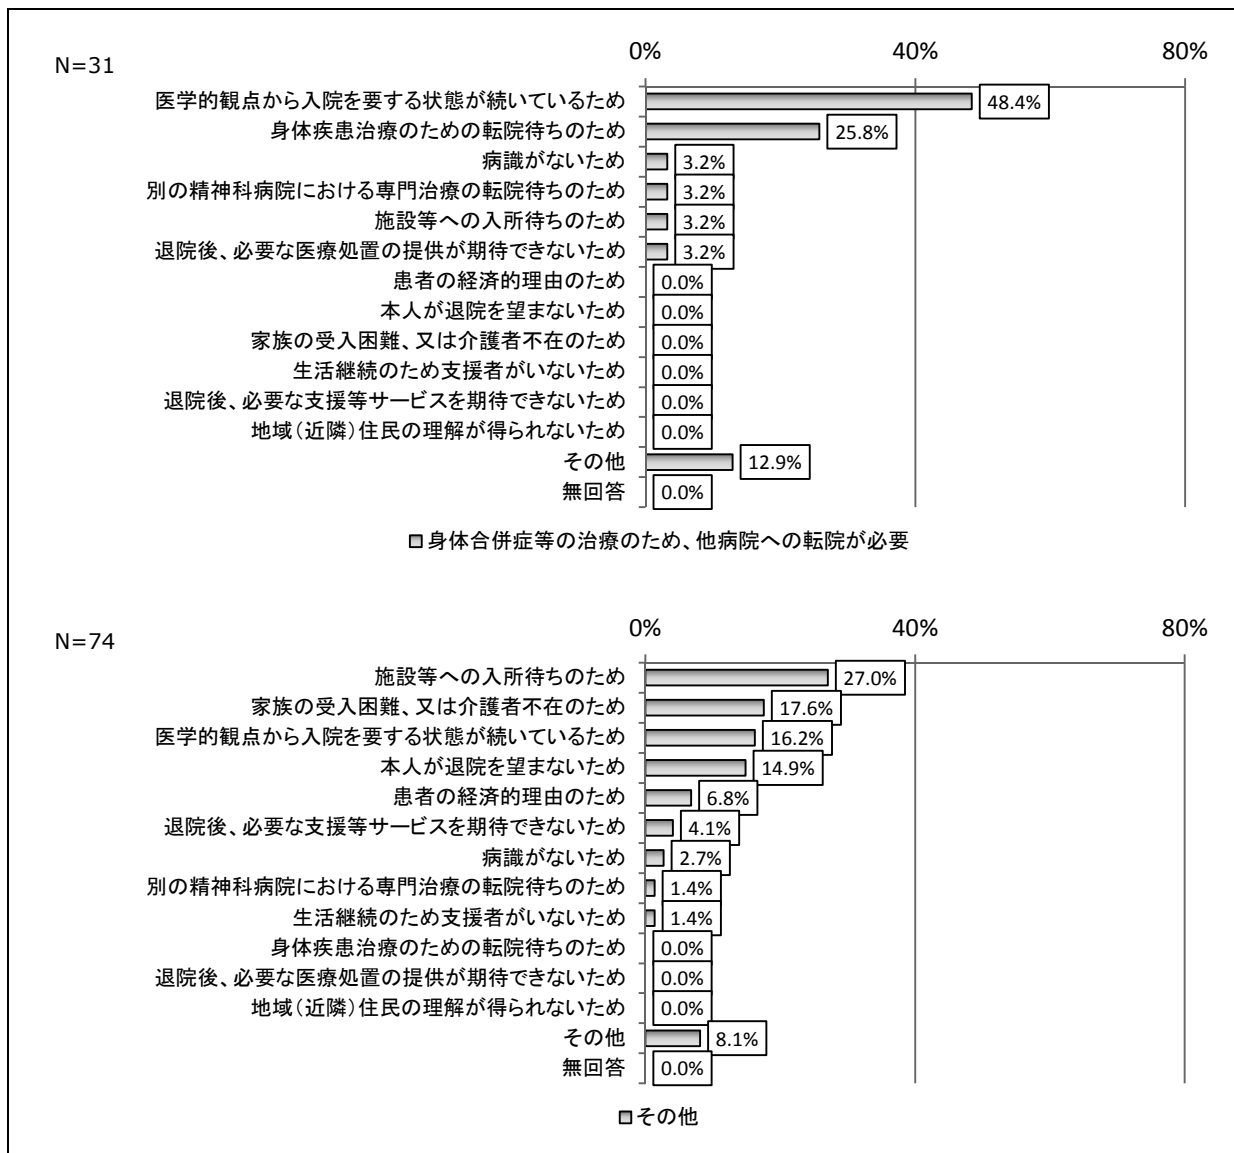 N=31
0% 40% 80%
医学的観点から入院を要する状態が続いているため 48.4%
身体疾患治療のための転院待ちのため 25.8%
病識がないため 3.2%
別の精神科病院における専門治療の転院待ちのため 3.2%
施設等への入所待ちのため 3.2%
退院後、必要な医療処置の提供が期待できないため 3.2%
患者の経済的理由のため 0.0%
本人が退院を望まないため 0.0%
家族の受入困難、又は介護者不在のため 0.0%
生活継続のため支援者がいないため 0.0%
退院後、必要な支援等サービスを期待できないため 0.0%
地域（近隣）住民の理解が得られないため 0.0%
その他 12.9%
無回答 0.0%
身体合併症等の治療のため、他病院への転院が必要
N=74
0% 40% 80%
施設等への入所待ちのため 27.0%
家族の受入困難、又は介護者不在のため 17.6%
医学的観点から入院を要する状態が続いているため 16.2%
本人が退院を望まないため 14.9%
患者の経済的理由のため 6.8%
退院後、必要な支援等サービスを期待できないため 4.1%
病識がないため 2.7%
別の精神科病院における専門治療の転院待ちのため 1.4%
生活継続のため支援者がいないため 1.4%
身体疾患治療のための転院待ちのため 0.0%
退院後、必要な医療処置の提供が期待できないため 0.0%
地域（近隣）住民の理解が得られないため 0.0%
その他 8.1%
無回答 0.0%
その他